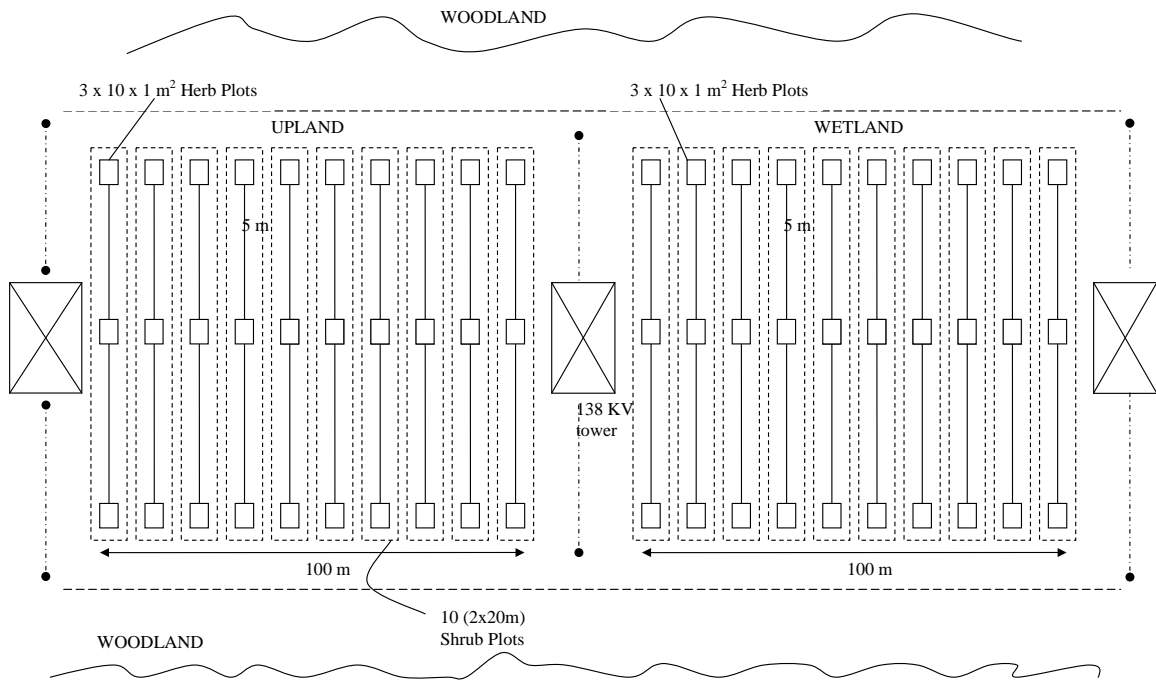 WOODLAND
3 x 10 x 1 m² Herb Plots
3 x 10 x 1 m² Herb Plots
UPLAND
WETLAND
5 m
5 m
138 KV
tower
100 m
100 m
10 (2x20m)
Shrub Plots
WOODLAND